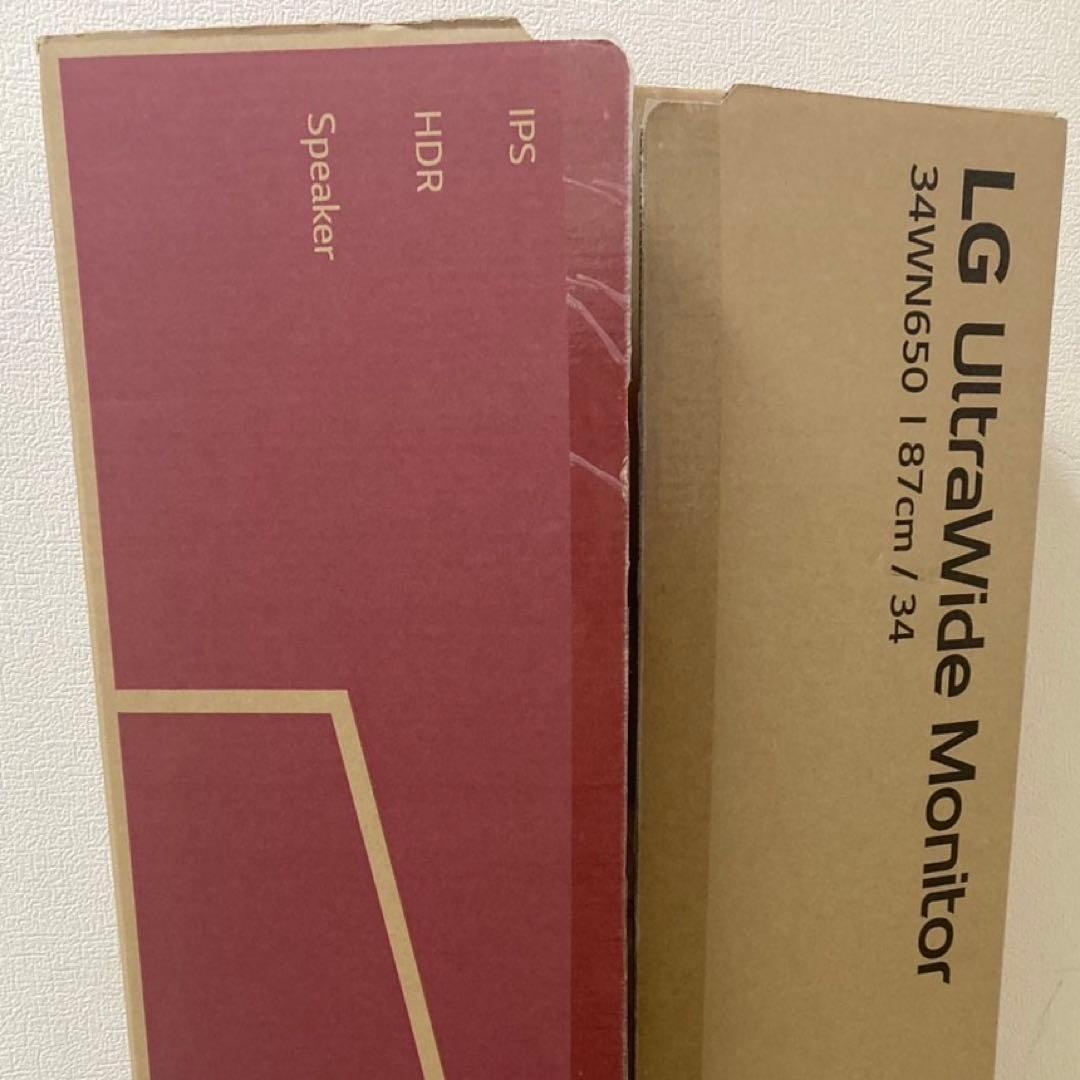 LG UltraWide Monitor
34WN650 | 87cm / 34
IPS
HDR
Speaker